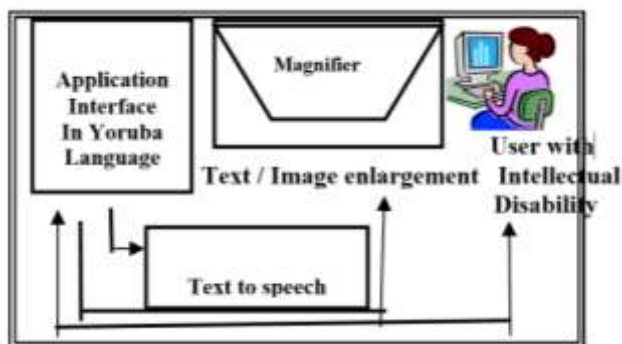 Application
Interface
In Yoruba
Language
Magnifier
Text / Image enlargement
User with
Intellectual
Disability
Text to speech